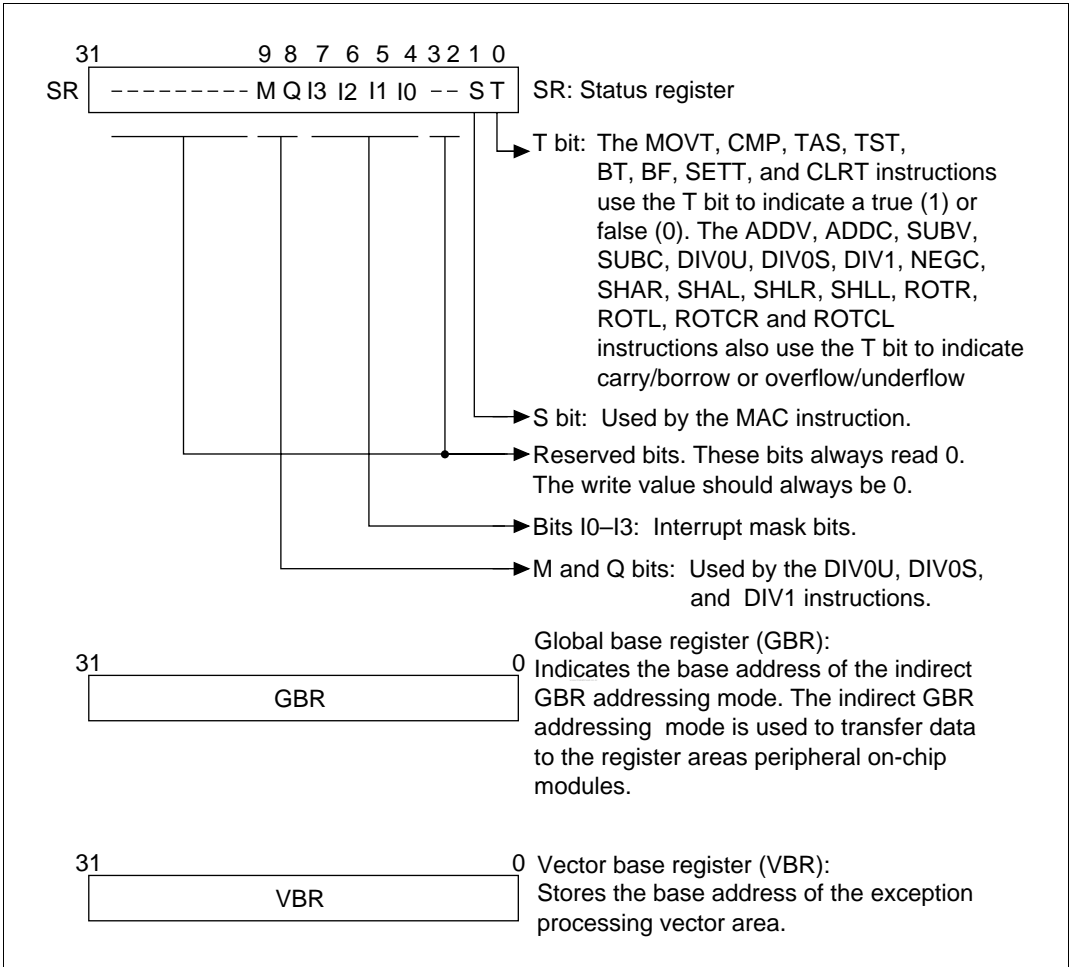 31 9 8 7 6 5 4 3 2 1 0
SR --------- M Q I3 I2 I1 I0 -- S T SR: Status register
T bit: The MOVT, CMP, TAS, TST,
BT, BF, SETT, and CLRT instructions
use the T bit to indicate a true (1) or
false (0). The ADDV, ADDC, SUBV,
SUBC, DIV0U, DIV0S, DIV1, NEGC,
SHAR, SHAL, SHLR, SHLL, ROTR,
ROTL, ROTCR and ROTCL
instructions also use the T bit to indicate
carry/borrow or overflow/underflow
S bit: Used by the MAC instruction.
Reserved bits. These bits always read 0.
The write value should always be 0.
Bits I0–I3: Interrupt mask bits.
M and Q bits: Used by the DIV0U, DIV0S,
and DIV1 instructions.
Global base register (GBR):
31 0 Indicates the base address of the indirect
GBR GBR addressing mode. The indirect GBR
addressing mode is used to transfer data
to the register areas peripheral on-chip
modules.
31 0 Vector base register (VBR):
VBR Stores the base address of the exception
processing vector area.